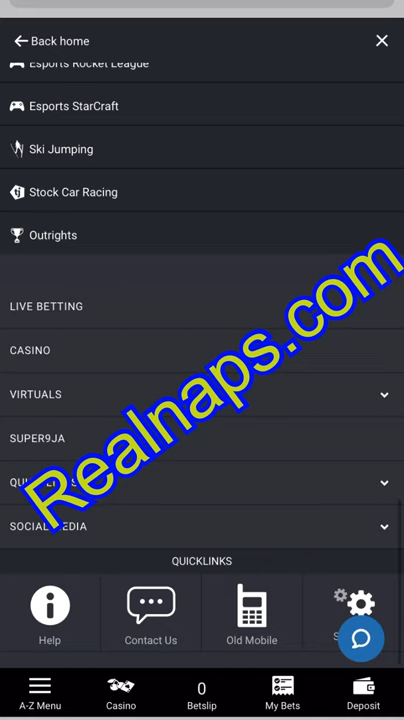 Back home
Esports Rocket League
Esports StarCraft
Ski Jumping
Stock Car Racing
Outrights
LIVE BETTING
CASINO
VIRTUALS
SUPER9JA
SOCIAL MEDIA
Realnaps.com
QUICKLINKS
Help
Contact Us
Old Mobile
A-Z Menu
Casino
0
Betslip
My Bets
Deposit